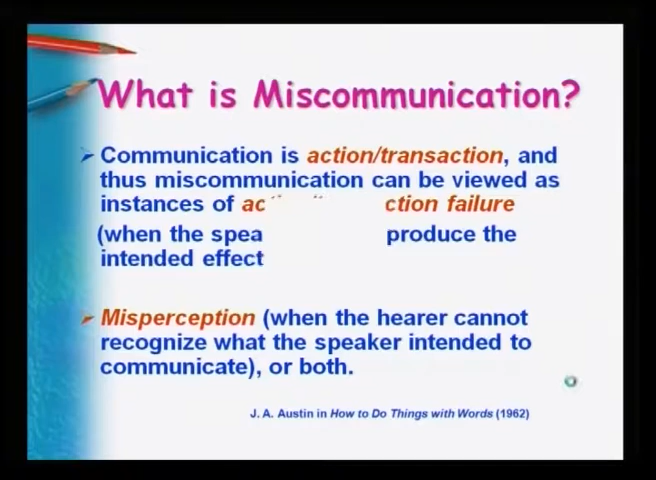 What is Miscommunication?
Communication is action/transaction, and
thus miscommunication can be viewed as
instances of ction failure
(when the produce the
intended effect
Misperception (when the hearer cannot
recognize what the speaker intended to
communicate), or both.
J. A. Austin in How to Do Things with Words (1962)